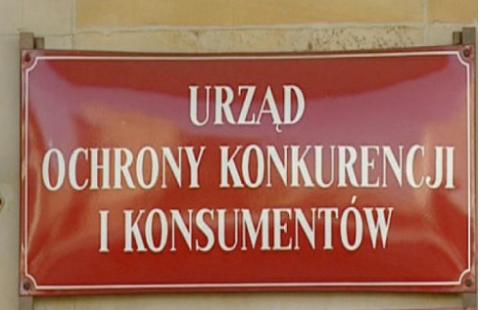 URZĄD
OCHRONY KONKURENCJI
I KONSUMENTÓW